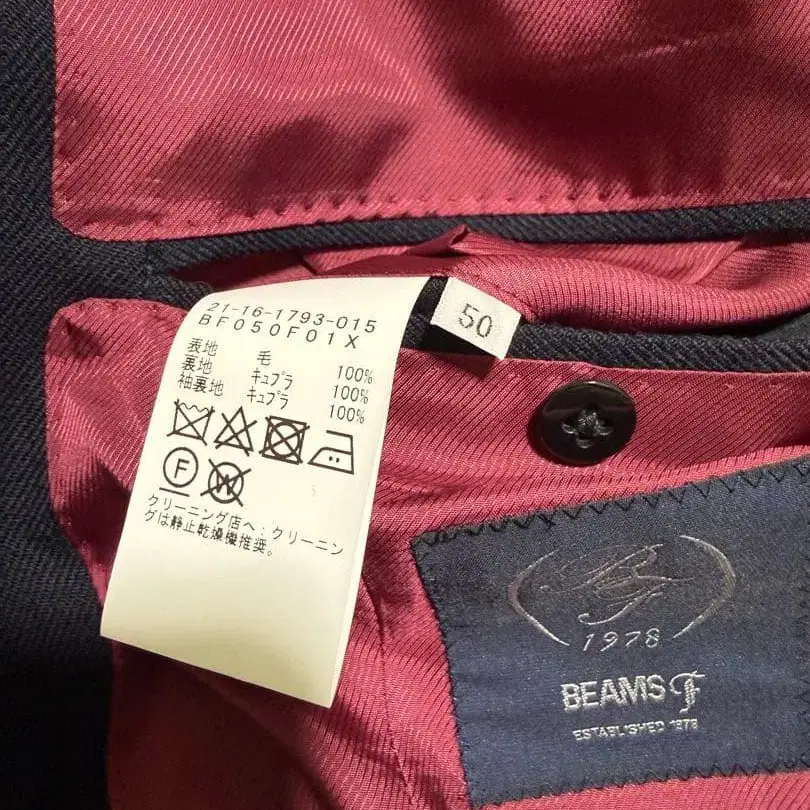 21-16-1793-015
BF050F01X
表地 毛 100%
裏地 キュプラ 100%
袖裏地 キュプラ 100%
F
W
クリーニング店へ:クリーニン
グは静止乾燥機推奨。
50
BF
1978
BEAMS F
ESTABLISHED 1978